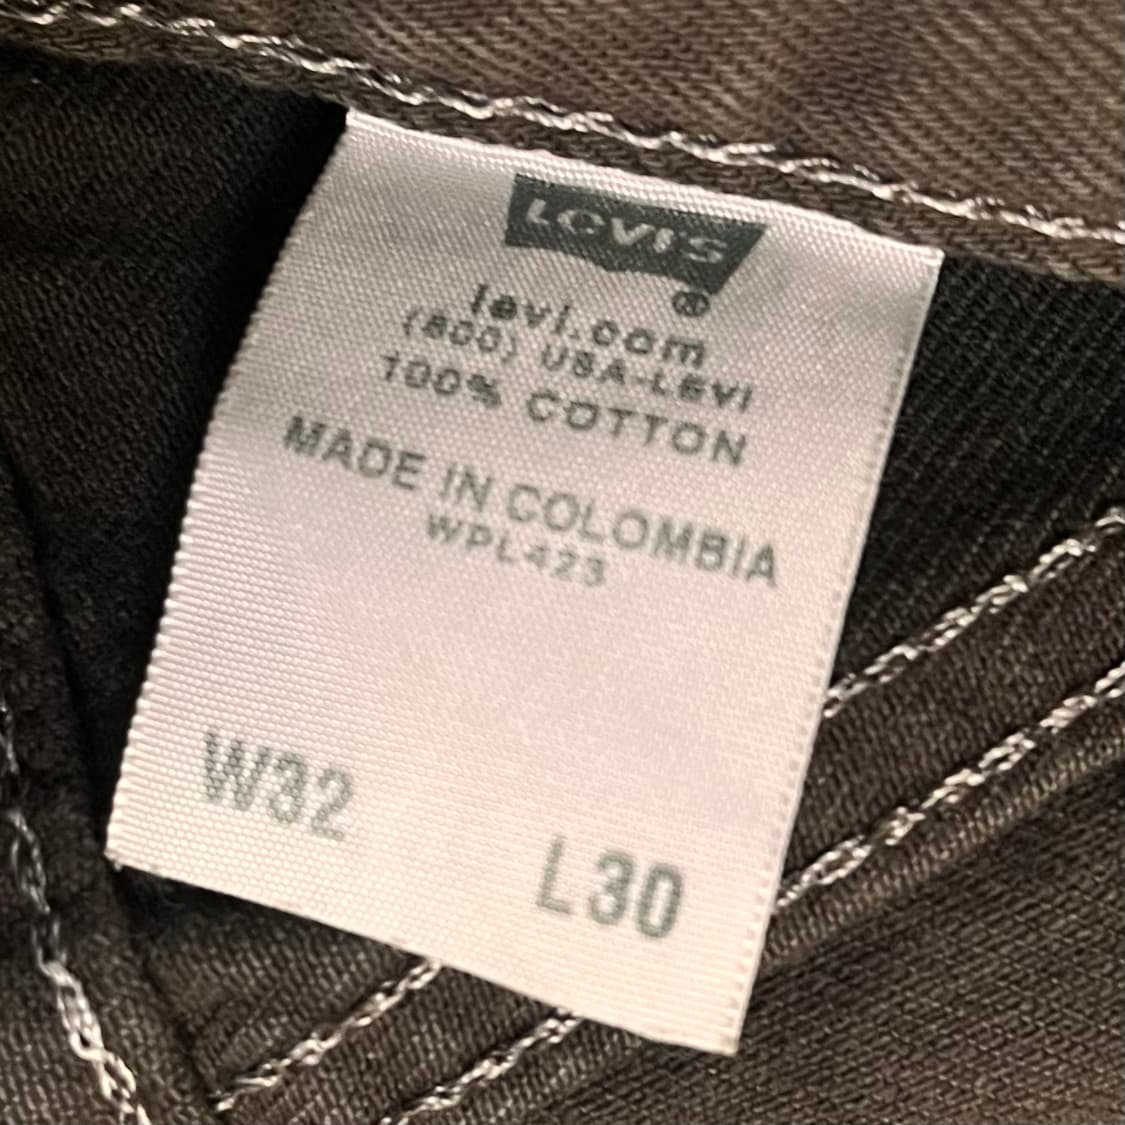 LEVI'S
®
levi.com
(800) USA-LEVI
100% COTTON
MADE IN COLOMBIA
WPL423
W32
L30